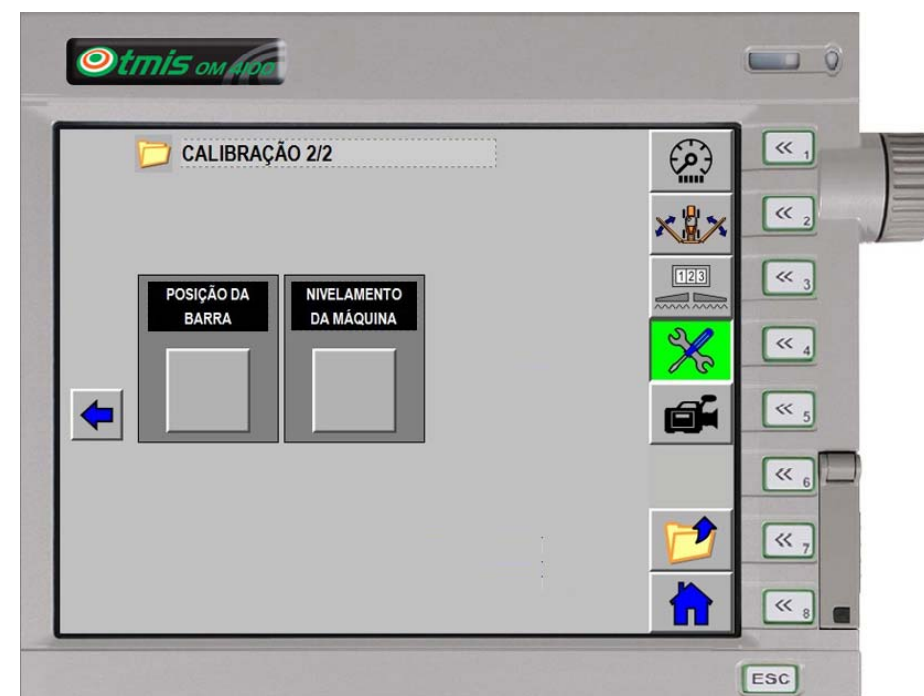 Otmis OM 4100
CALIBRAÇÃO 2/2
POSIÇÃO DA
BARRA
NIVELAMENTO
DA MÁQUINA
123
<< 1
<< 2
<< 3
<< 4
<< 5
<< 6
<< 7
<< 8
ESC